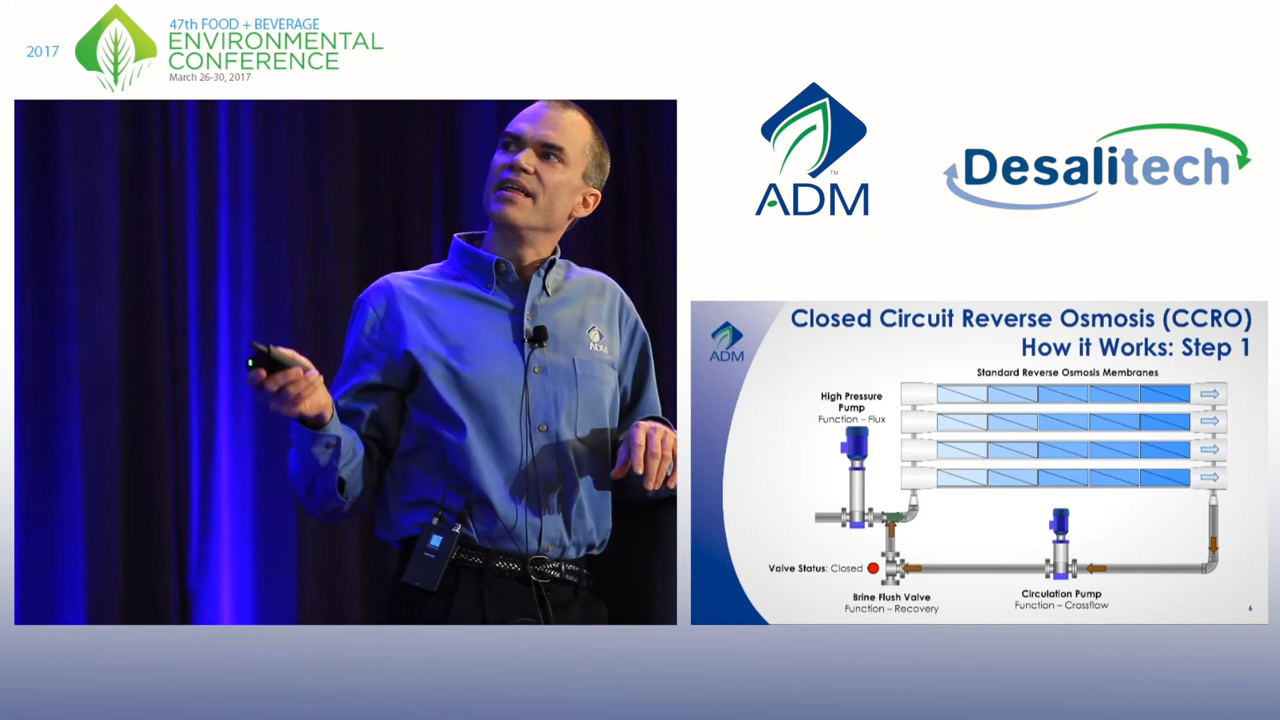 2017
47th FOOD + BEVERAGE
ENVIRONMENTAL
CONFERENCE
March 26-30, 2017
ADM
TM
ADM
Desalitech
ADM
Closed Circuit Reverse Osmosis (CCRO)
How it Works: Step 1
Standard Reverse Osmosis Membranes
High Pressure
Pump
Function – Flux
Valve Status: Closed
Brine Flush Valve
Function – Recovery
Circulation Pump
Function – Crossflow
6